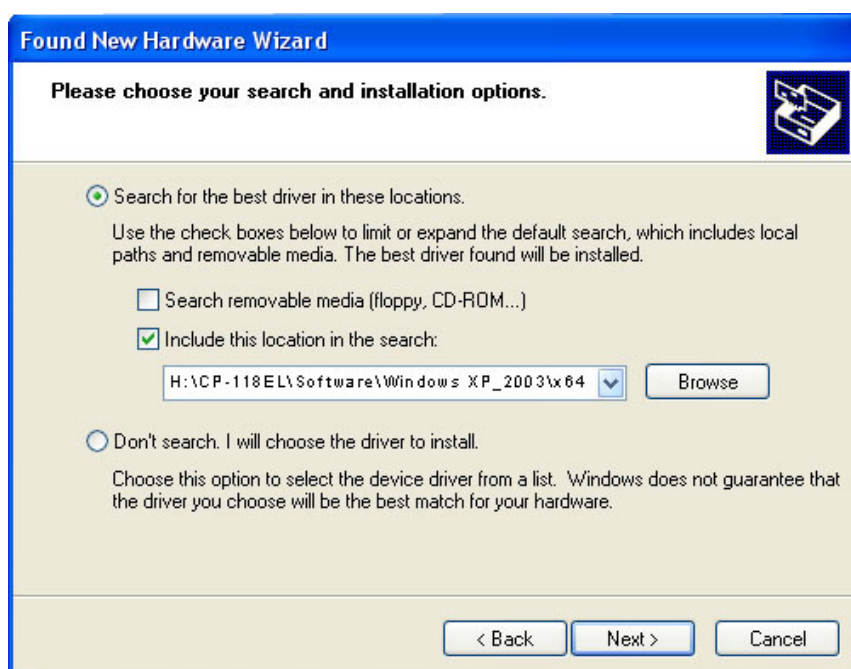 Found New Hardware Wizard
Please choose your search and installation options.
Search for the best driver in these locations.
Use the check boxes below to limit or expand the default search, which includes local
paths and removable media. The best driver found will be installed.
Search removable media (floppy, CD-ROM...)
Include this location in the search:
H:\CP-118EL\Software\Windows XP_2003\x64
Browse
Don't search. I will choose the driver to install.
Choose this option to select the device driver from a list. Windows does not guarantee that
the driver you choose will be the best match for your hardware.
< Back Next > Cancel